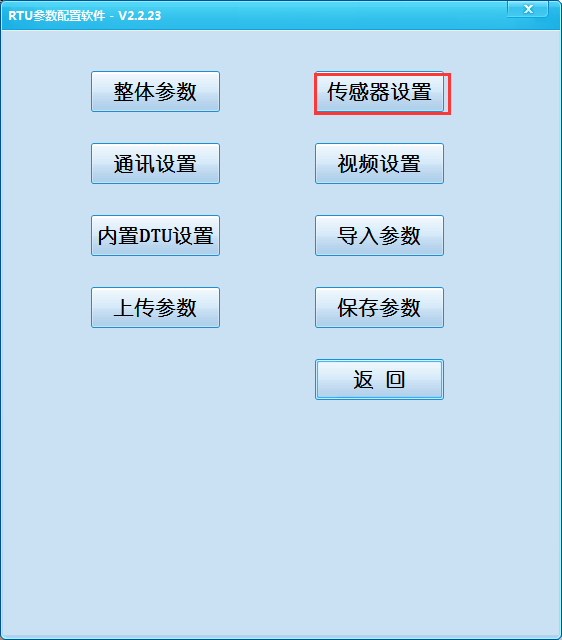 RTU参数配置软件 - V2.2.23
整体参数
传感器设置
通讯设置
视频设置
内置DTU设置
导入参数
上传参数
保存参数
返 回